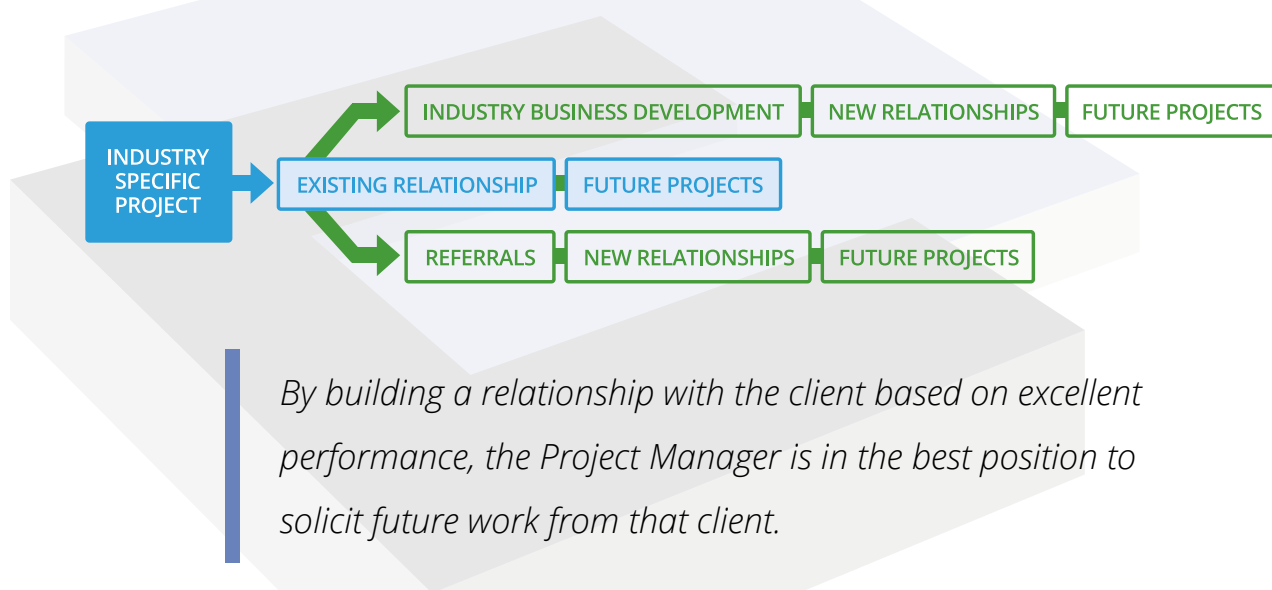 INDUSTRY BUSINESS DEVELOPMENT NEW RELATIONSHIPS FUTURE PROJECTS
INDUSTRY
SPECIFIC
PROJECT
EXISTING RELATIONSHIP FUTURE PROJECTS
REFERRALS NEW RELATIONSHIPS FUTURE PROJECTS
By building a relationship with the client based on excellent
performance, the Project Manager is in the best position to
solicit future work from that client.